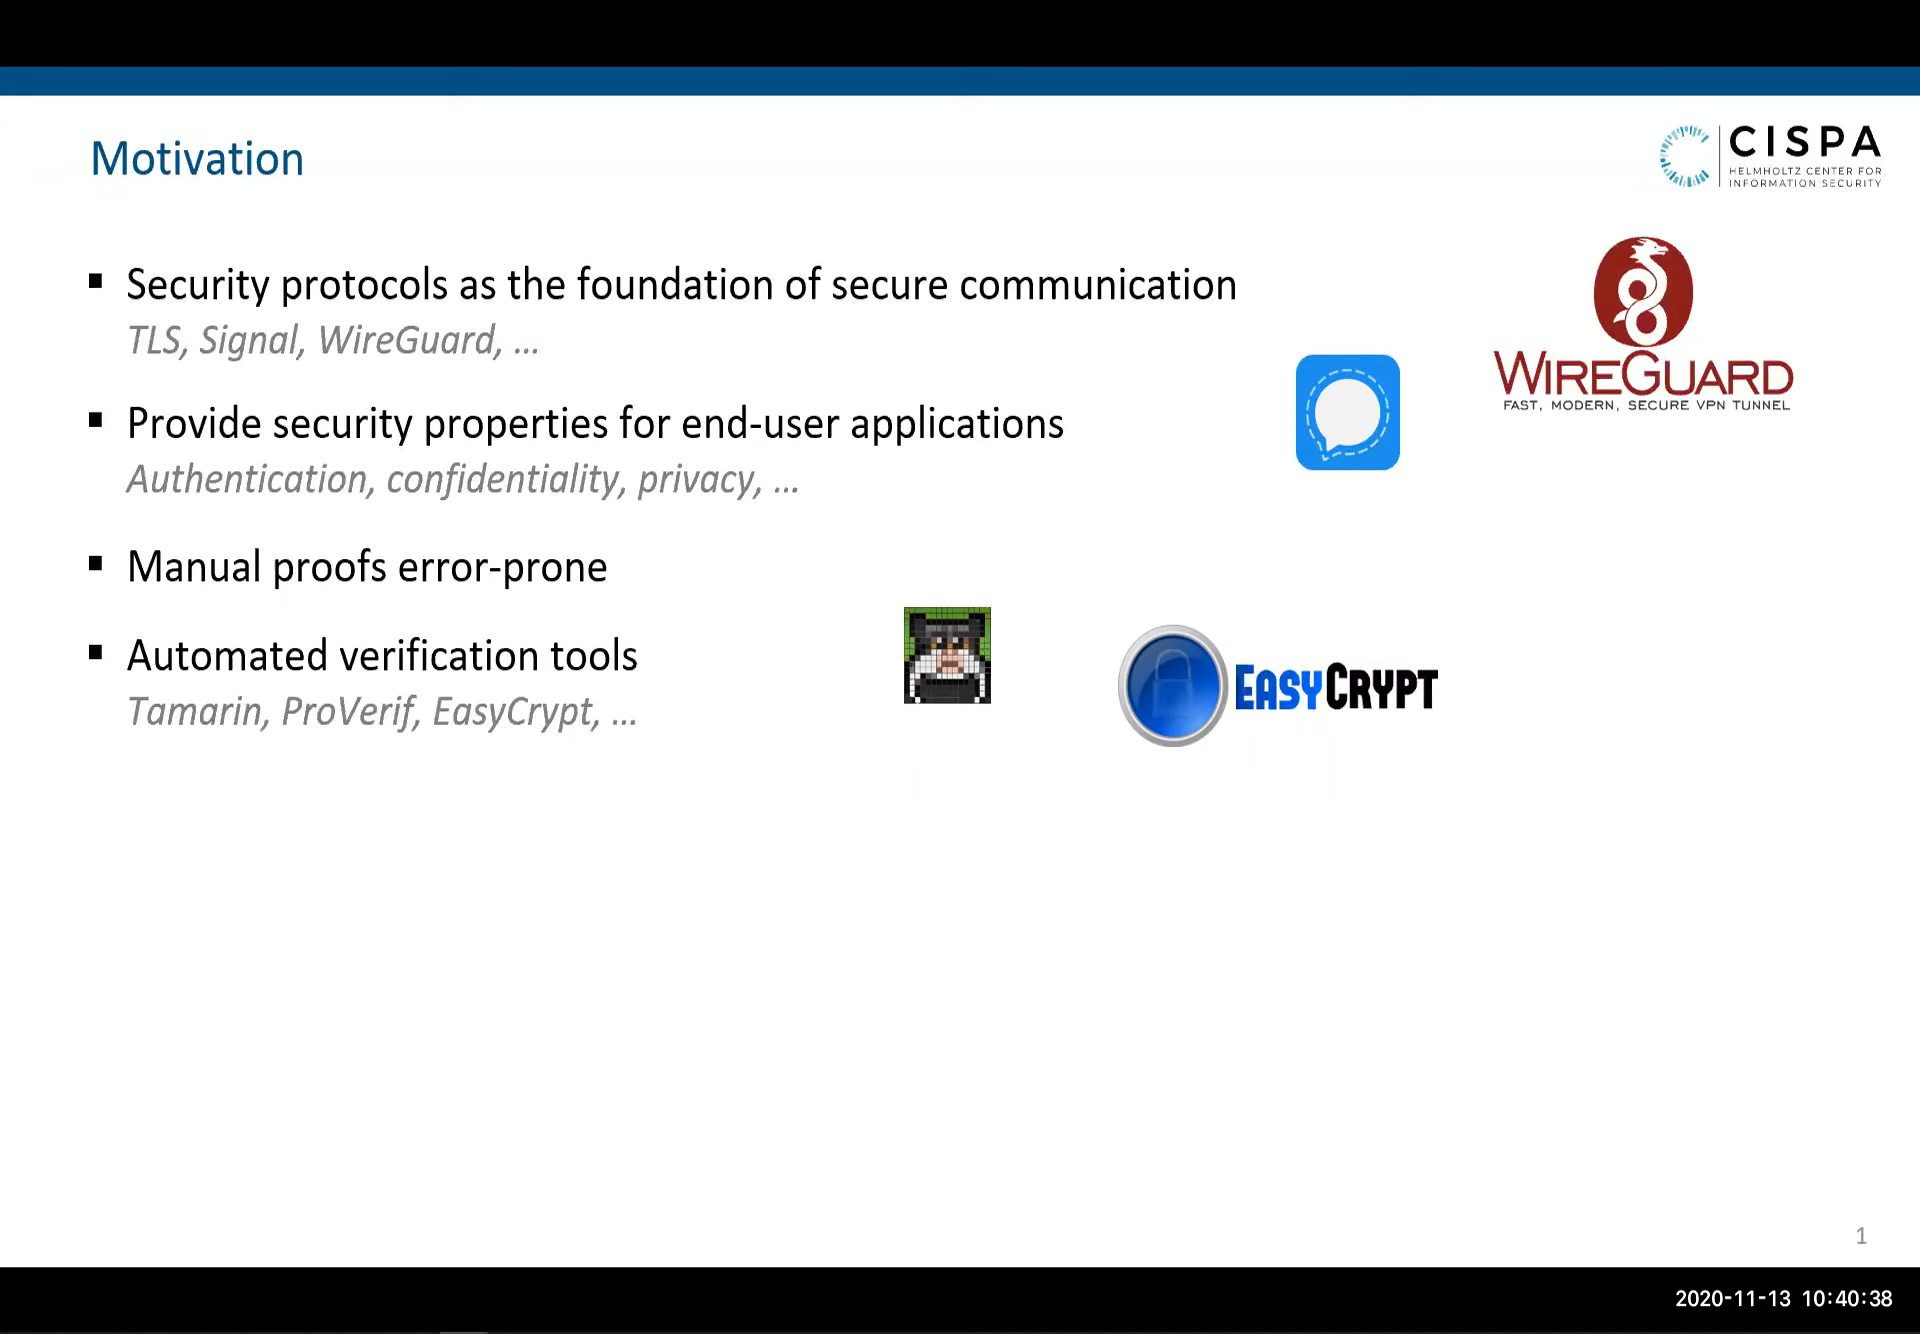 Motivation
CISPA
HELMHOLTZ CENTER FOR
INFORMATION SECURITY
▪ Security protocols as the foundation of secure communication
TLS, Signal, WireGuard, ...
WIREGUARD
FAST, MODERN, SECURE VPN TUNNEL
▪ Provide security properties for end-user applications
Authentication, confidentiality, privacy, ...
▪ Manual proofs error-prone
▪ Automated verification tools
Tamarin, ProVerif, EasyCrypt, ...
EASYCRYPT
1
2020-11-13 10:40:38